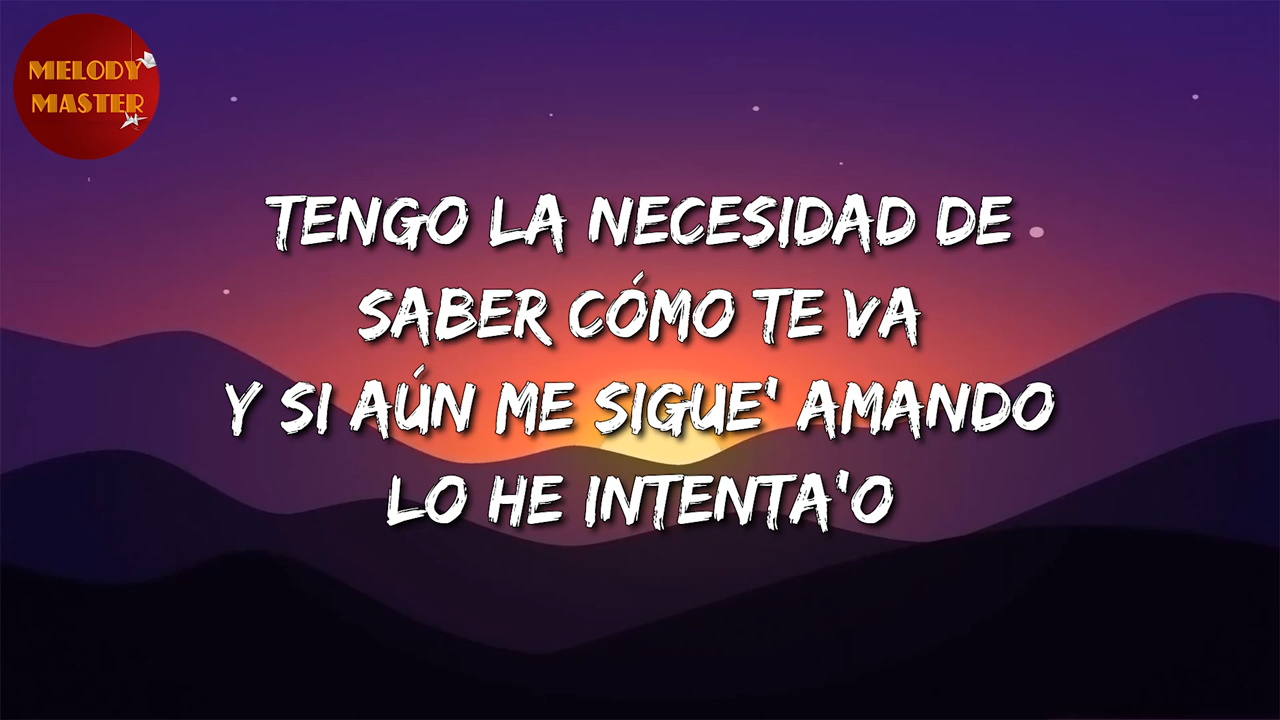 MELODY
MASTER
TENGO LA NECESIDAD DE
SABER CÓMO TE VA
Y SI AÚN ME SIGUE' AMANDO
LO HE INTENTA'O